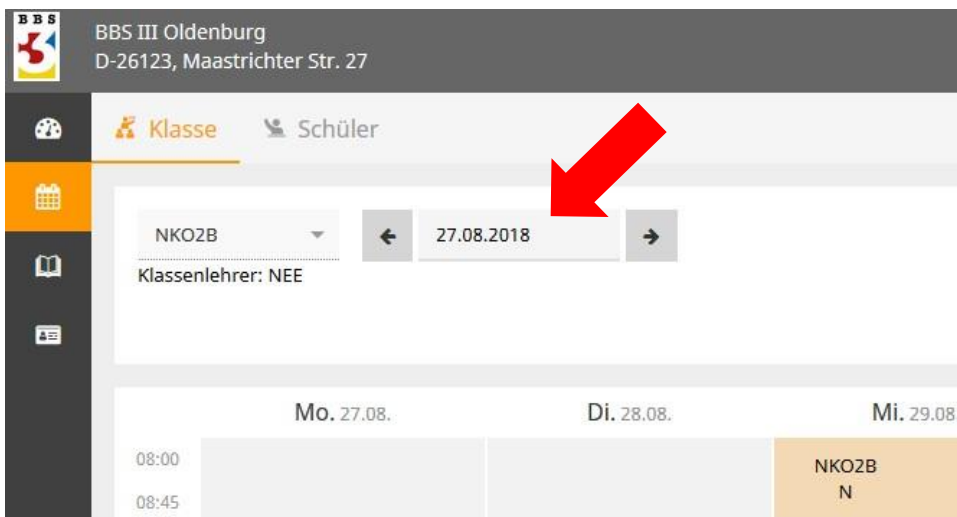 BBS
BBS III Oldenburg
D-26123, Maastrichter Str. 27
Klasse Schüler
NKO2B 27.08.2018
Klassenlehrer: NEE
Mo. 27.08. Di. 28.08. Mi. 29.08
08:00
NKO2B
N
08:45